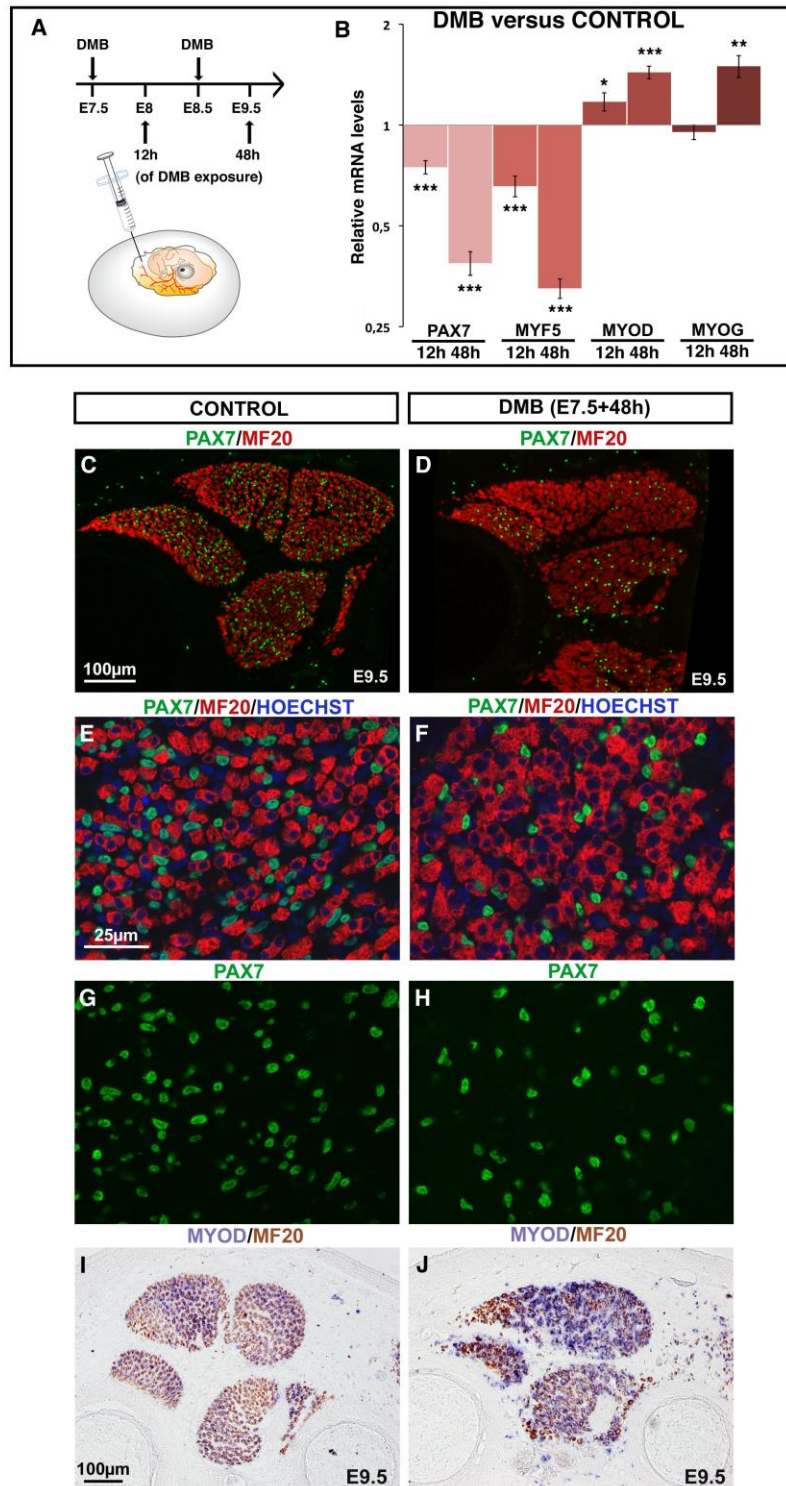 A
DMB DMB
E7.5 E8 E8.5 E9.5
12h 48h
(of DMB exposure)
B
DMB versus CONTROL
Relative mRNA levels
2
1
0,5
0,25
*** *** *** *** * *** **
PAX7 MYF5 MYOD MYOG
12h 48h 12h 48h 12h 48h 12h 48h
CONTROL DMB (E7.5+48h)
PAX7/MF20 PAX7/MF20
C D
100µm E9.5 E9.5
PAX7/MF20/HOECHST PAX7/MF20/HOECHST
E F
25µm
PAX7 PAX7
G H
MYOD/MF20 MYOD/MF20
I J
100µm E9.5 E9.5